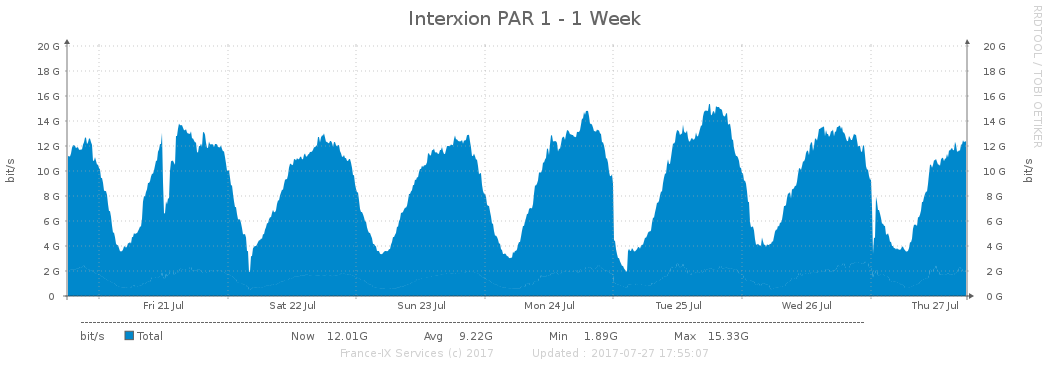 Interxion PAR 1 - 1 Week
RRDTOOL / TOBI OETIKER
20 G 20 G
18 G 18 G
16 G 16 G
14 G 14 G
12 G 12 G
10 G 10 G
8 G 8 G
6 G 6 G
4 G 4 G
2 G 2 G
0 0 G
bit/s
bit/s
Fri 21 Jul Sat 22 Jul Sun 23 Jul Mon 24 Jul Tue 25 Jul Wed 26 Jul Thu 27 Jul
bit/s Total Now 12.01G Avg 9.22G Min 1.89G Max 15.33G
France-IX Services (c) 2017 Updated : 2017-07-27 17:55:07